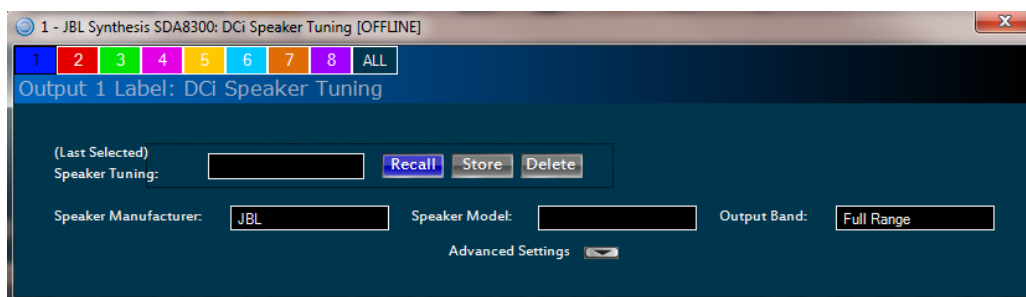 1 - JBL Synthesis SDA8300: DCi Speaker Tuning [OFFLINE]
1 2 3 4 5 6 7 8 ALL
Output 1 Label: DCi Speaker Tuning
(Last Selected)
Speaker Tuning: Recall Store Delete
Speaker Manufacturer: JBL Speaker Model: Output Band: Full Range
Advanced Settings